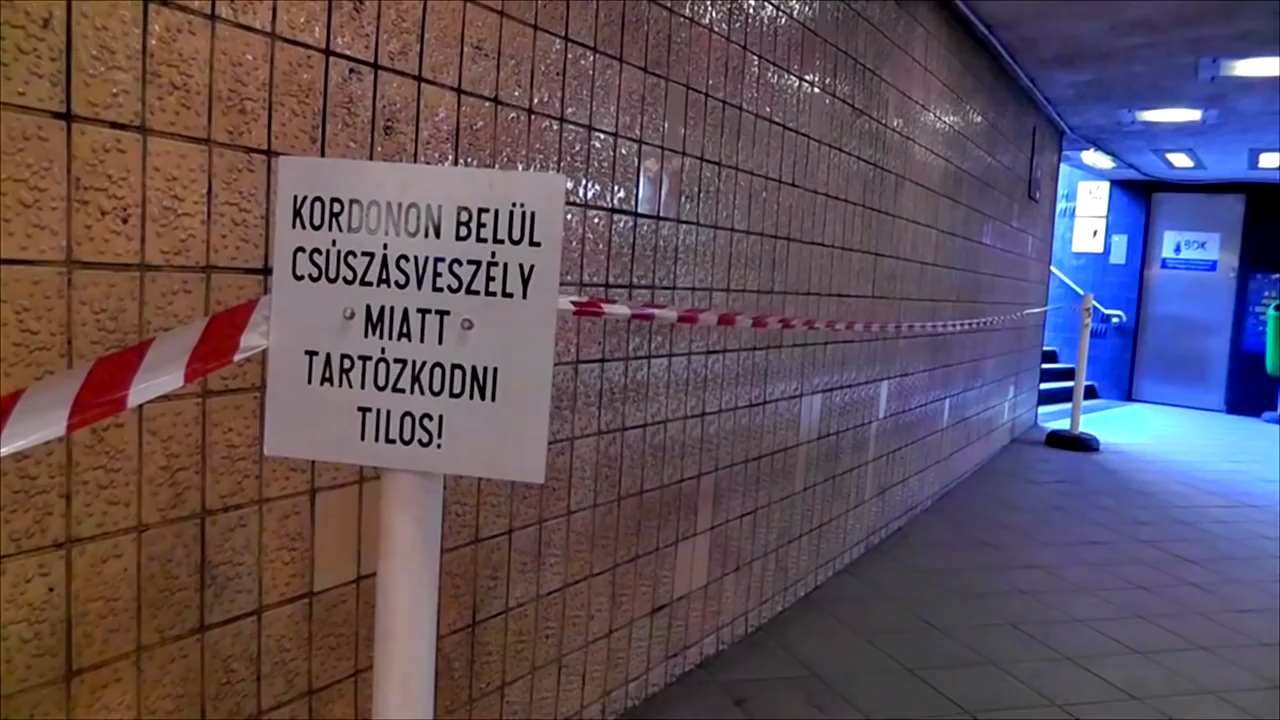 KORDONON BELÜL
CSÚSZÁSVESZÉLY
MIATT
TARTÓZKODNI
TILOS!
BDK